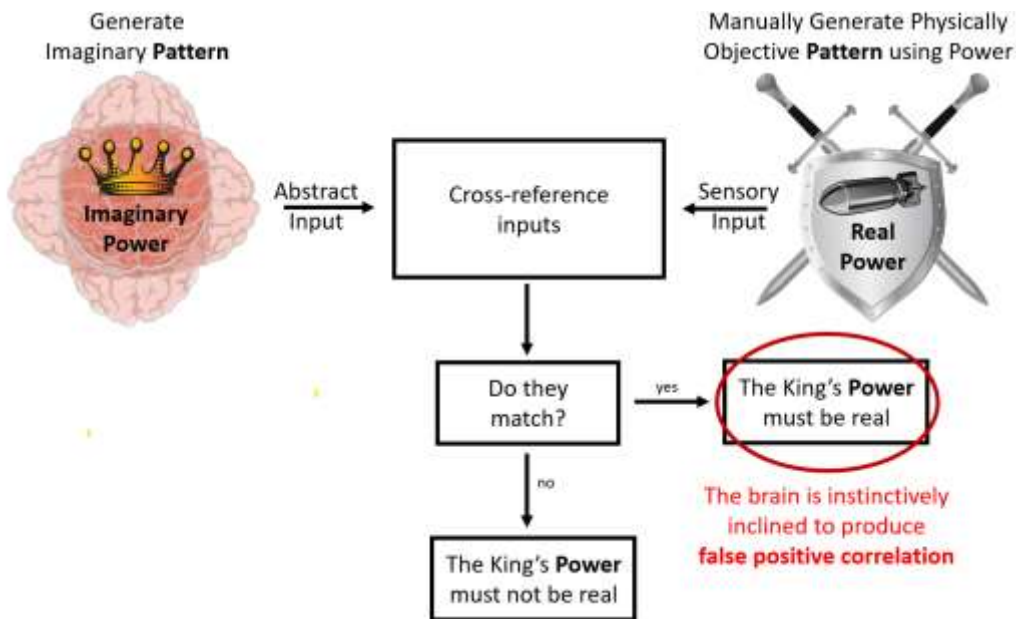 Generate
Imaginary Pattern
Manually Generate Physically
Objective Pattern using Power
Imaginary
Power
Abstract
Input
Cross-reference
inputs
Sensory
Input
Real
Power
Do they
match?
yes
The King's Power
must be real
no
The brain is instinctively
inclined to produce
false positive correlation
The King's Power
must not be real